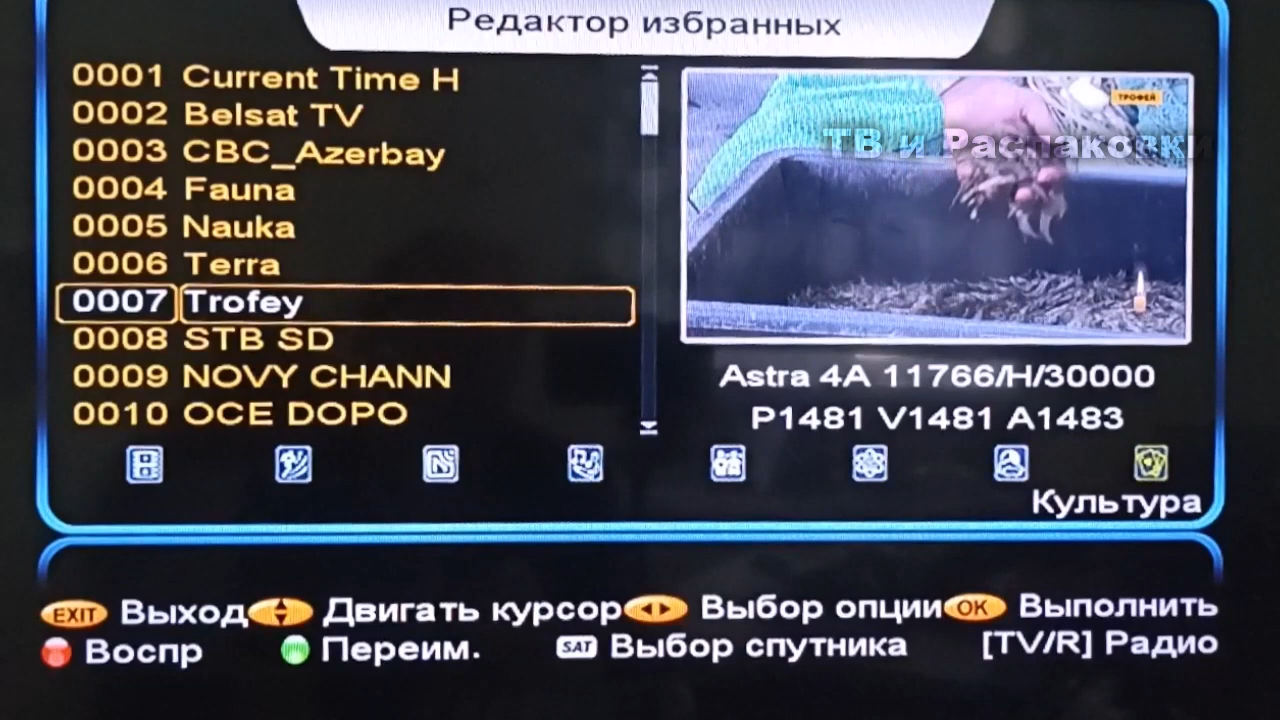 Редактор избранных
0001 Current Time H
0002 Belsat TV
0003 CBC_Azerbay
0004 Fauna
0005 Nauka
0006 Terra
0007 Trofey
0008 STB SD
0009 NOVY CHANN
0010 OCE DOPO
ТРОФЕЙ
ТВ и Распаковки
Astra 4A 11766/H/30000
P1481 V1481 A1483
Культура
EXIT Выход Двигать курсор Выбор опции OK Выполнить
Воспр Переим. SAT Выбор спутника [TV/R] Радио